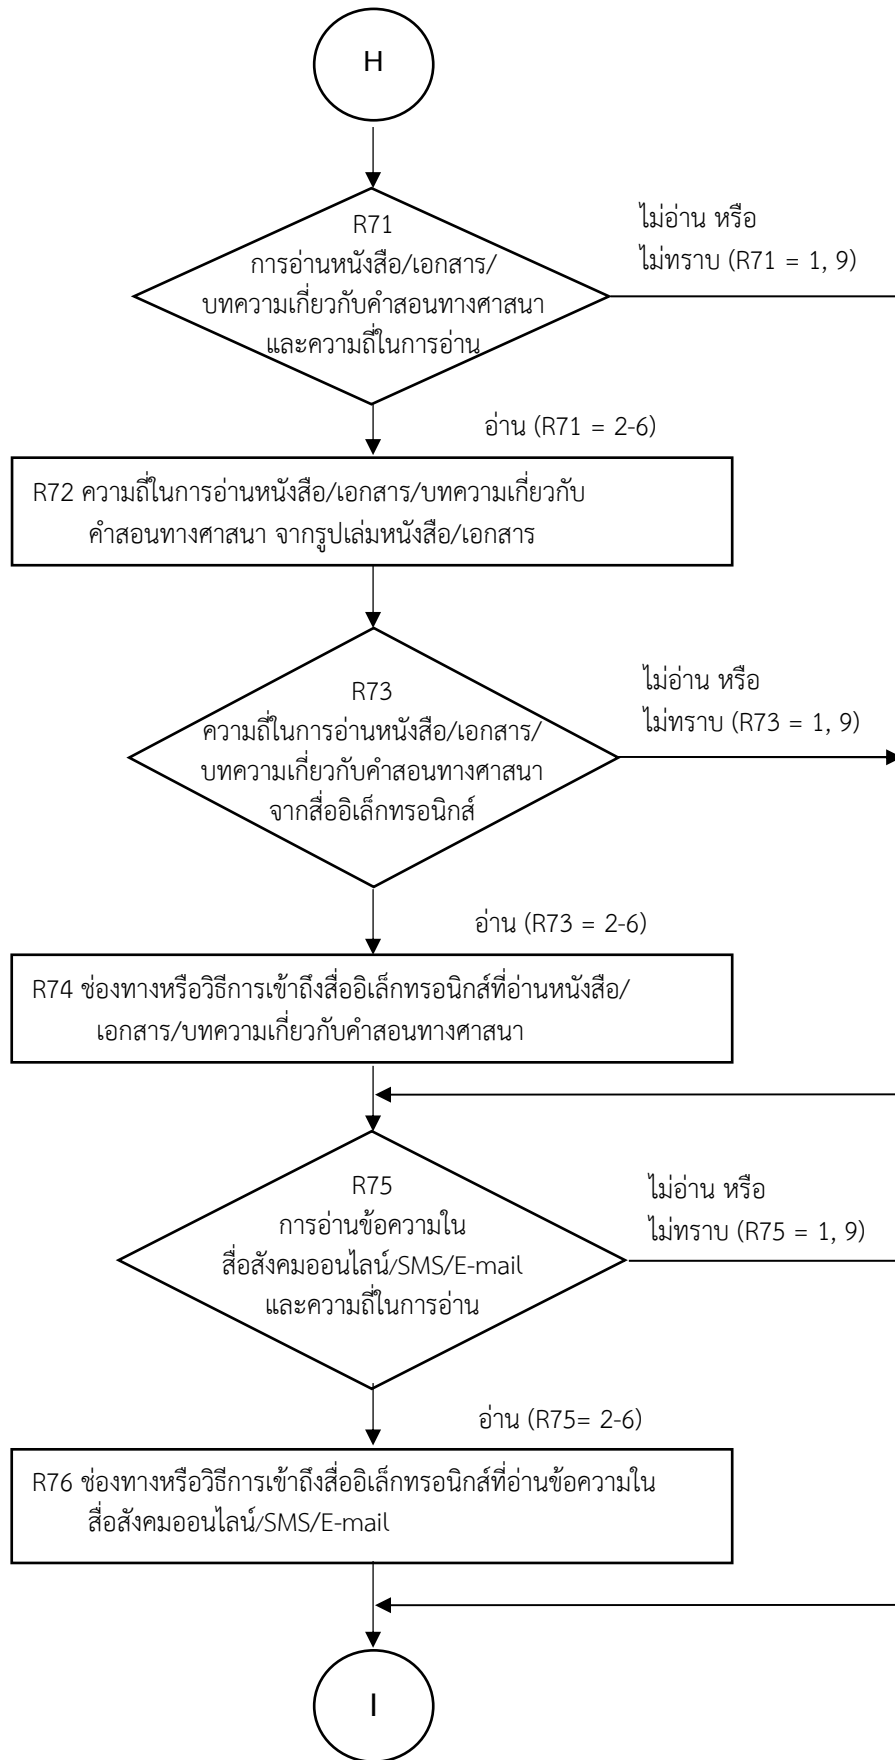 H
R71
การอ่านหนังสือ/เอกสาร/
บทความเกี่ยวกับคำสอนทางศาสนา
และความถี่ในการอ่าน
ไม่อ่าน หรือ
ไม่ทราบ (R71 = 1, 9)
อ่าน (R71 = 2-6)
R72 ความถี่ในการอ่านหนังสือ/เอกสาร/บทความเกี่ยวกับ
คำสอนทางศาสนา จากรูปเล่มหนังสือ/เอกสาร
R73
ความถี่ในการอ่านหนังสือ/เอกสาร/
บทความเกี่ยวกับคำสอนทางศาสนา
จากสื่ออิเล็กทรอนิกส์
ไม่อ่าน หรือ
ไม่ทราบ (R73 = 1, 9)
อ่าน (R73 = 2-6)
R74 ช่องทางหรือวิธีการเข้าถึงสื่ออิเล็กทรอนิกส์ที่อ่านหนังสือ/
เอกสาร/บทความเกี่ยวกับคำสอนทางศาสนา
R75
การอ่านข้อความใน
สื่อสังคมออนไลน์/SMS/E-mail
และความถี่ในการอ่าน
ไม่อ่าน หรือ
ไม่ทราบ (R75 = 1, 9)
อ่าน (R75= 2-6)
R76 ช่องทางหรือวิธีการเข้าถึงสื่ออิเล็กทรอนิกส์ที่อ่านข้อความใน
สื่อสังคมออนไลน์/SMS/E-mail
I